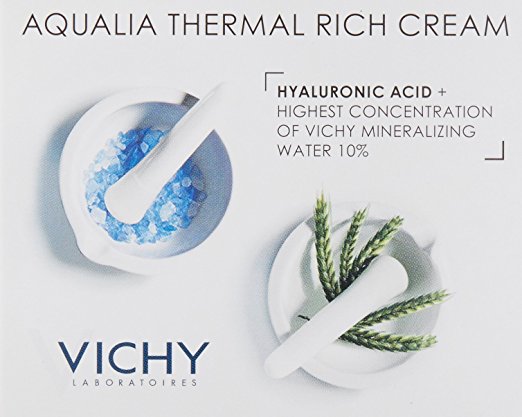 AQUALIA THERMAL RICH CREAM
HYALURONIC ACID +
HIGHEST CONCENTRATION
OF VICHY MINERALIZING
WATER 10%
VICHY
LABORATOIRES